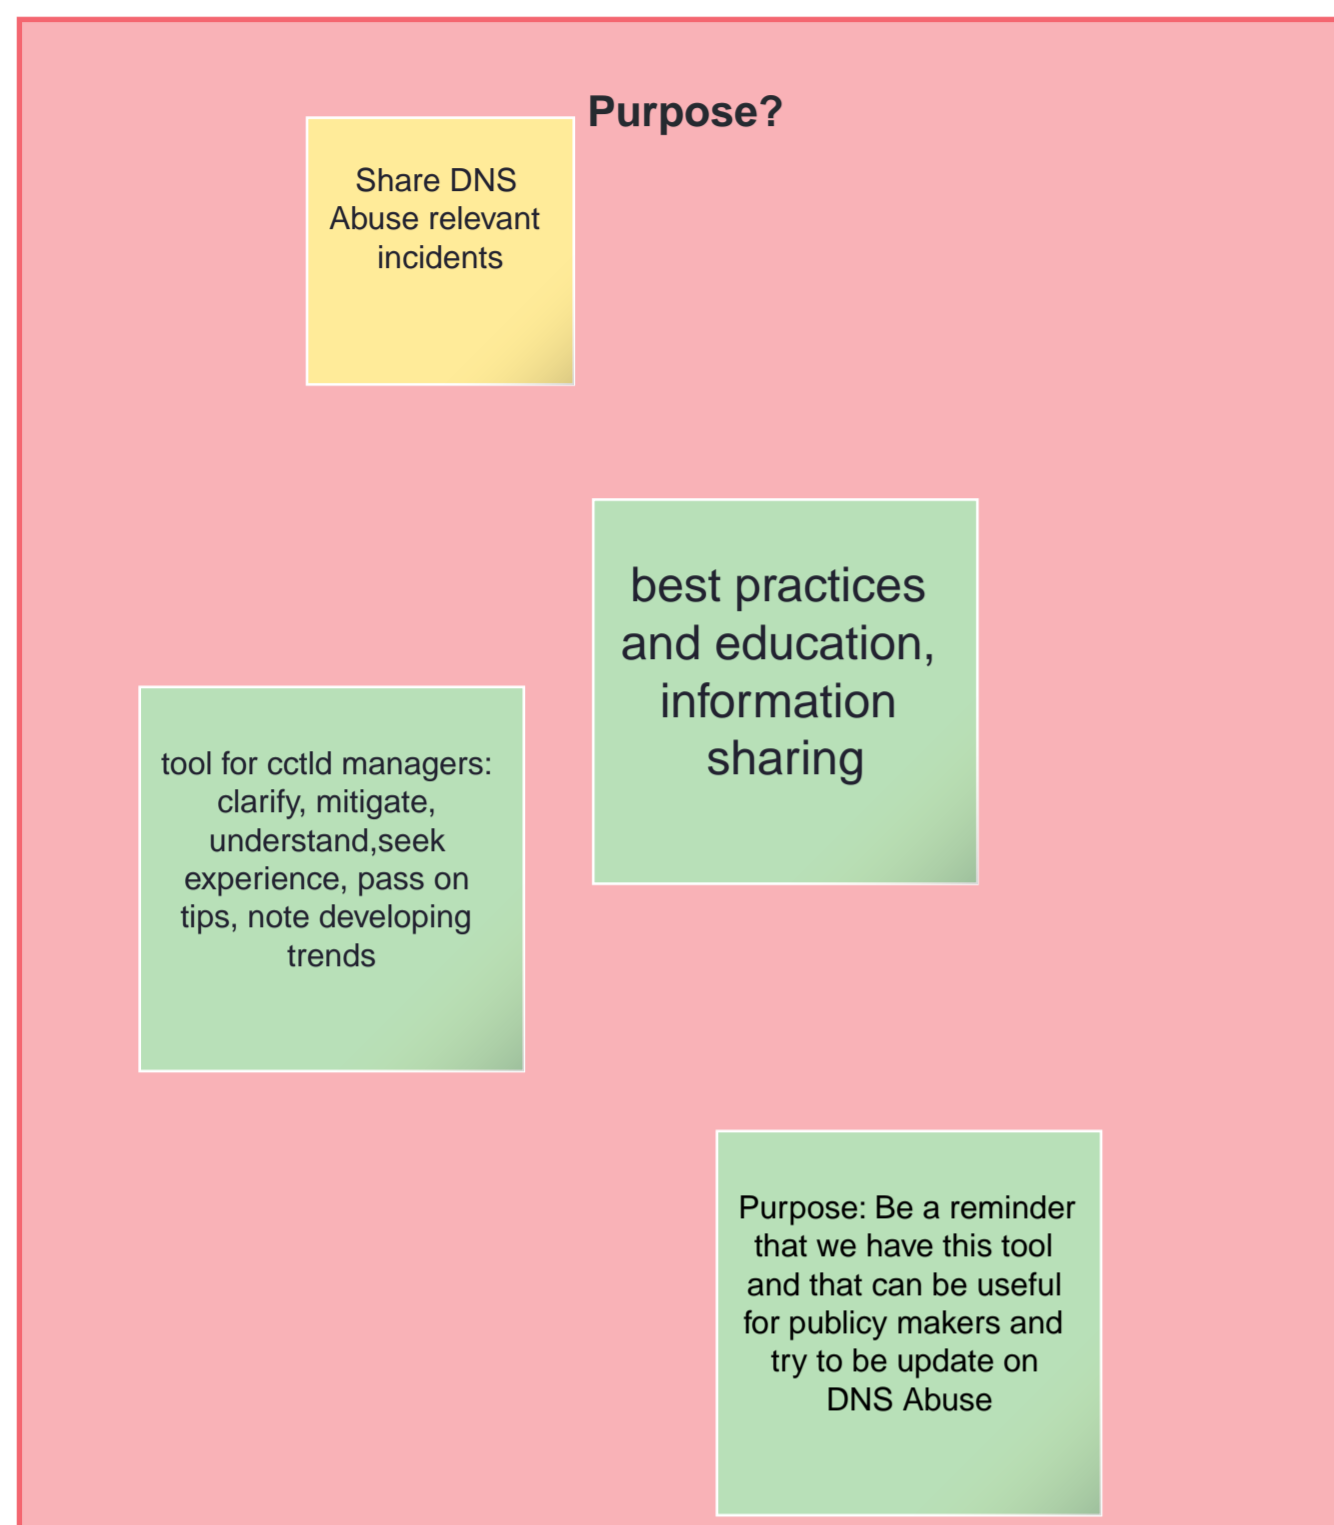 Purpose?
Share DNS
Abuse relevant
incidents
best practices
and education,
information
sharing
tool for cctld managers:
clarify, mitigate,
understand,seek
experience, pass on
tips, note developing
trends
Purpose: Be a reminder
that we have this tool
and that can be useful
for publicy makers and
try to be update on
DNS Abuse